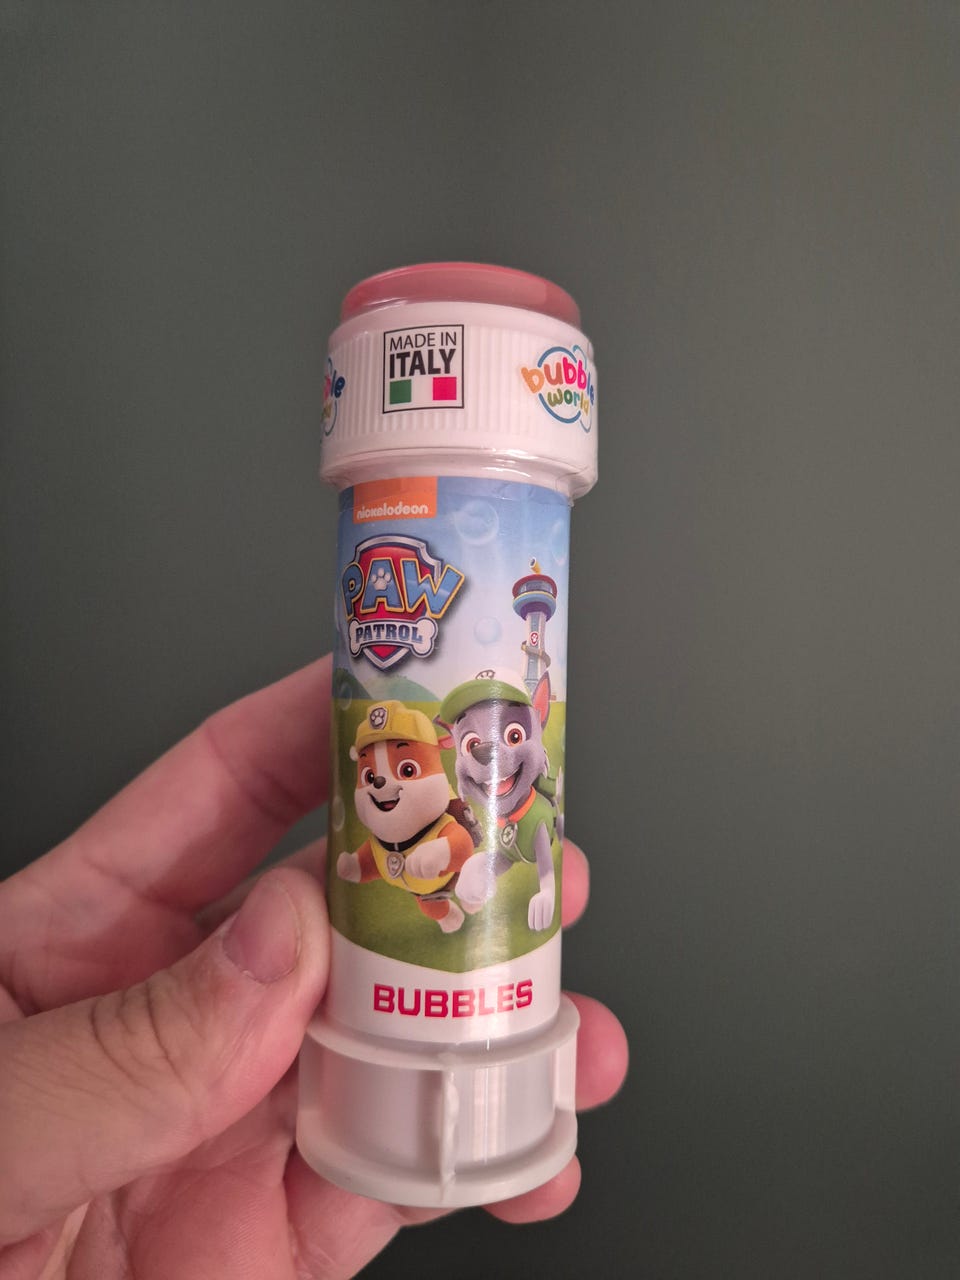 MADE IN
ITALY
bubble
world
nickelodeon
PAW
PATROL
BUBBLES